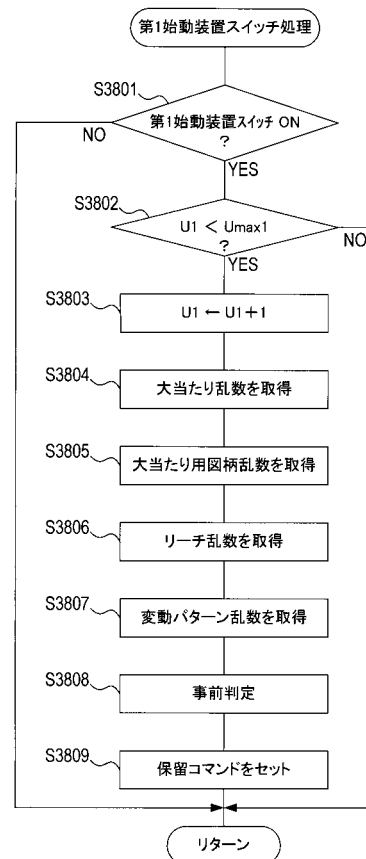 第1始動装置スイッチ処理
S3801
第1始動装置スイッチ ON
?
NO
YES
S3802
U1 < Umax1
?
NO
YES
S3803
U1 ← U1+1
S3804
大当たり乱数を取得
S3805
大当たり用図柄乱数を取得
S3806
リーチ乱数を取得
S3807
変動パターン乱数を取得
S3808
事前判定
S3809
保留コマンドをセット
リターン